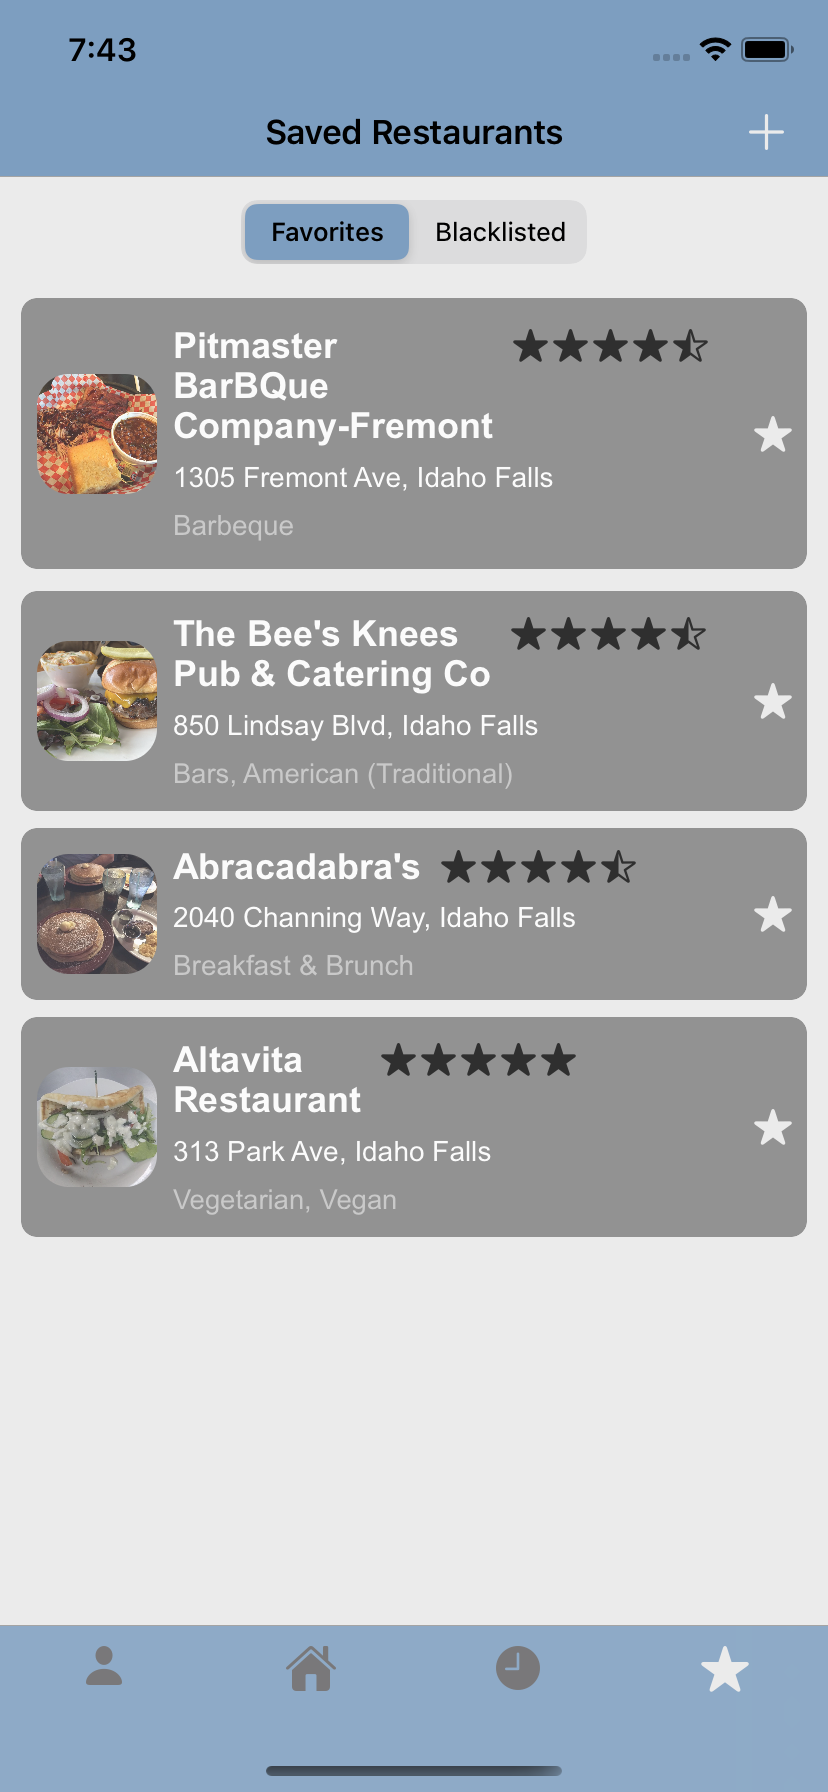 7:43
Saved Restaurants
Favorites
Blacklisted
Pitmaster
BarBQue
Company-Fremont
1305 Fremont Ave, Idaho Falls
Barbeque
The Bee's Knees
Pub & Catering Co
850 Lindsay Blvd, Idaho Falls
Bars, American (Traditional)
Abracadabra's
2040 Channing Way, Idaho Falls
Breakfast & Brunch
Altavita
Restaurant
313 Park Ave, Idaho Falls
Vegetarian, Vegan